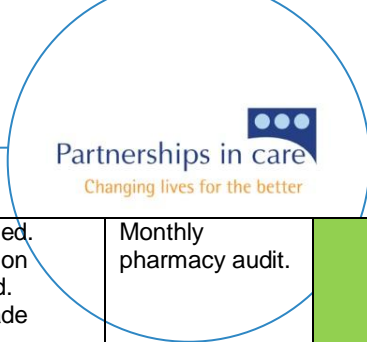 Partnerships in care
Changing lives for the better
Monthly
pharmacy audit.